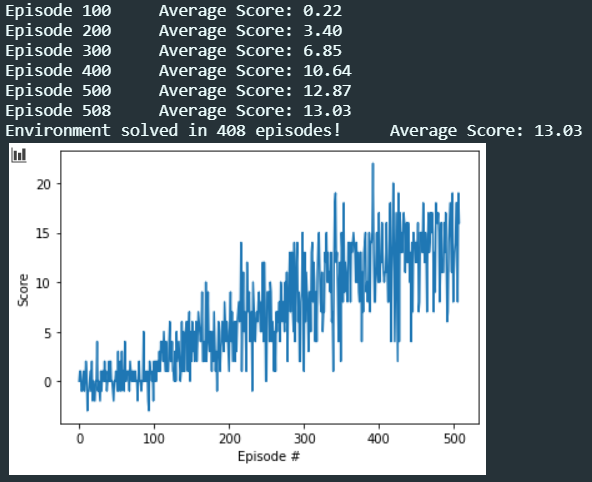 Episode 100 Average Score: 0.22
Episode 200 Average Score: 3.40
Episode 300 Average Score: 6.85
Episode 400 Average Score: 10.64
Episode 500 Average Score: 12.87
Episode 508 Average Score: 13.03
Environment solved in 408 episodes! Average Score: 13.03
20
15
10
5
0
Score
0 100 200 300 400 500
Episode #